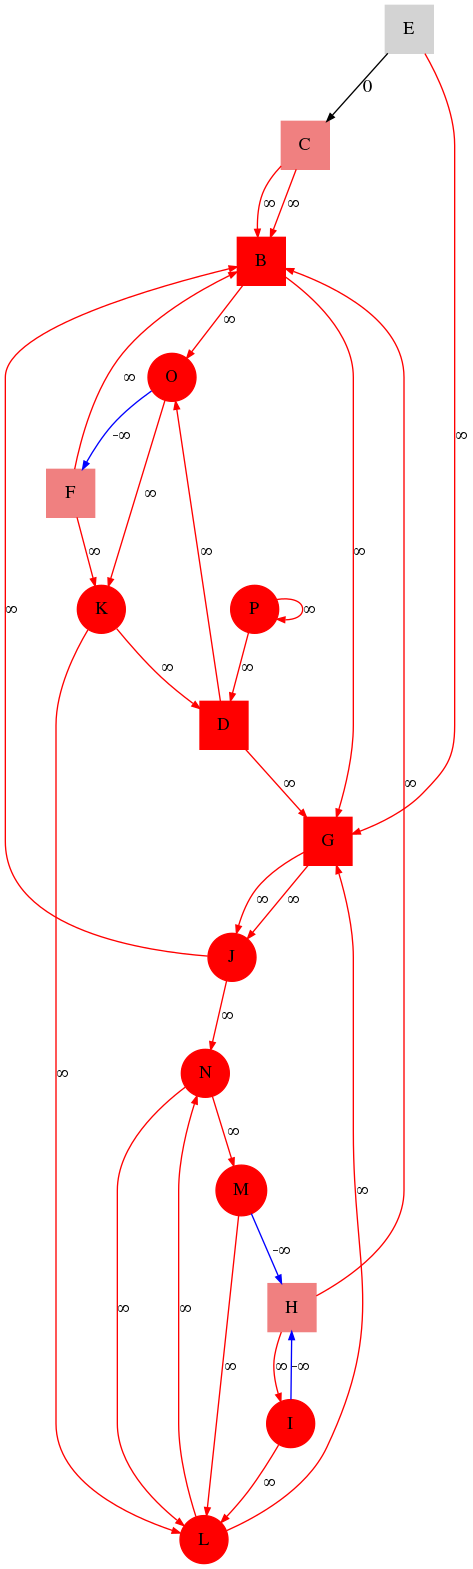 E
0
C
∞ ∞
B
∞
O
∞ -∞ ∞
F
∞ ∞ ∞
∞ ∞
K P ∞
∞
∞ ∞
D
∞ ∞
G
∞ ∞
J
∞
N
∞ ∞
∞
M
∞
-∞
H
∞ ∞
∞ ∞ -∞
I
∞
L